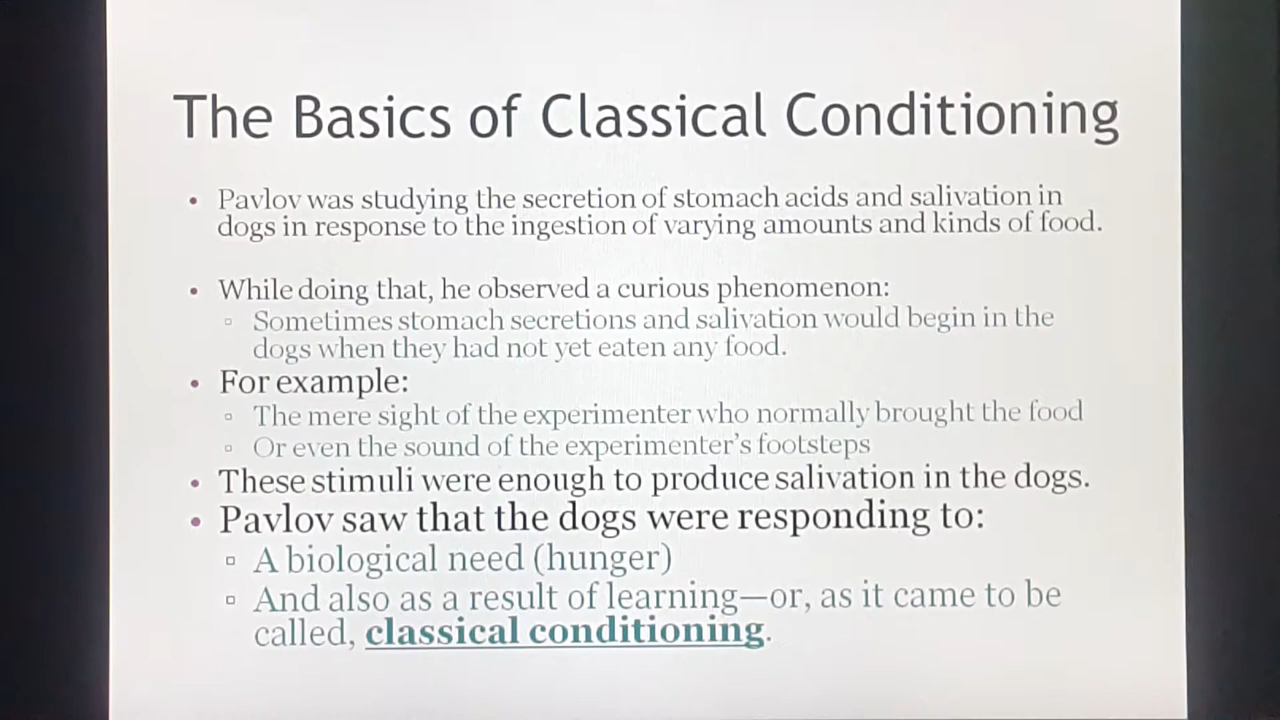 The Basics of Classical Conditioning
• Pavlov was studying the secretion of stomach acids and salivation in
dogs in response to the ingestion of varying amounts and kinds of food.
• While doing that, he observed a curious phenomenon:
▫ Sometimes stomach secretions and salivation would begin in the
dogs when they had not yet eaten any food.
• For example:
▫ The mere sight of the experimenter who normally brought the food
▫ Or even the sound of the experimenter’s footsteps
• These stimuli were enough to produce salivation in the dogs.
• Pavlov saw that the dogs were responding to:
▫ A biological need (hunger)
▫ And also as a result of learning—or, as it came to be
called, classical conditioning.